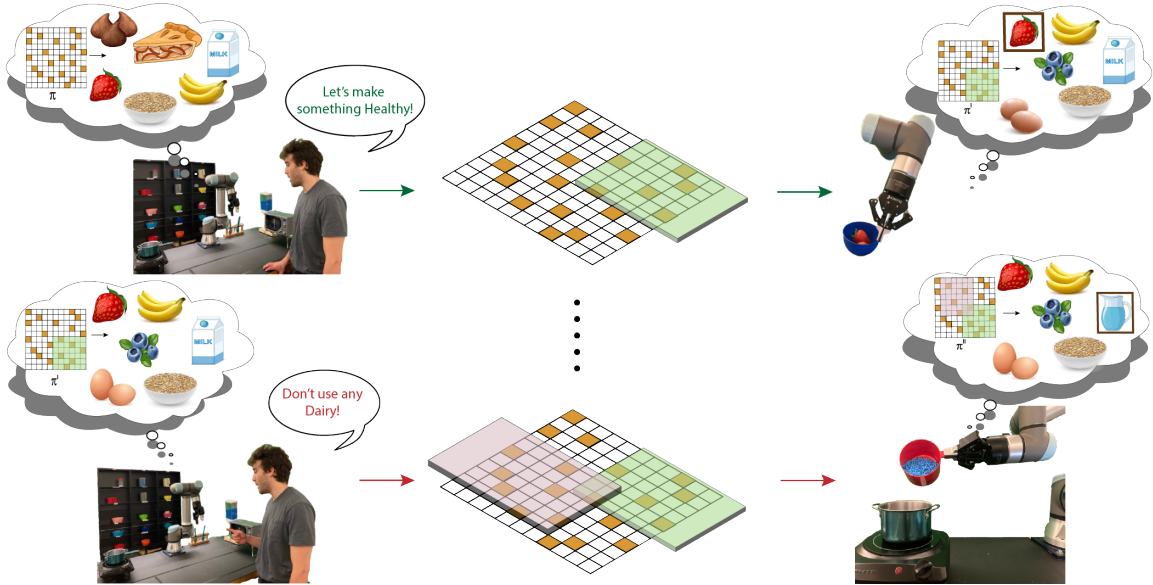 π
MILK
Let's make
something Healthy!
MILK
π'
MILK
π'
Don't use any
Dairy!
π"